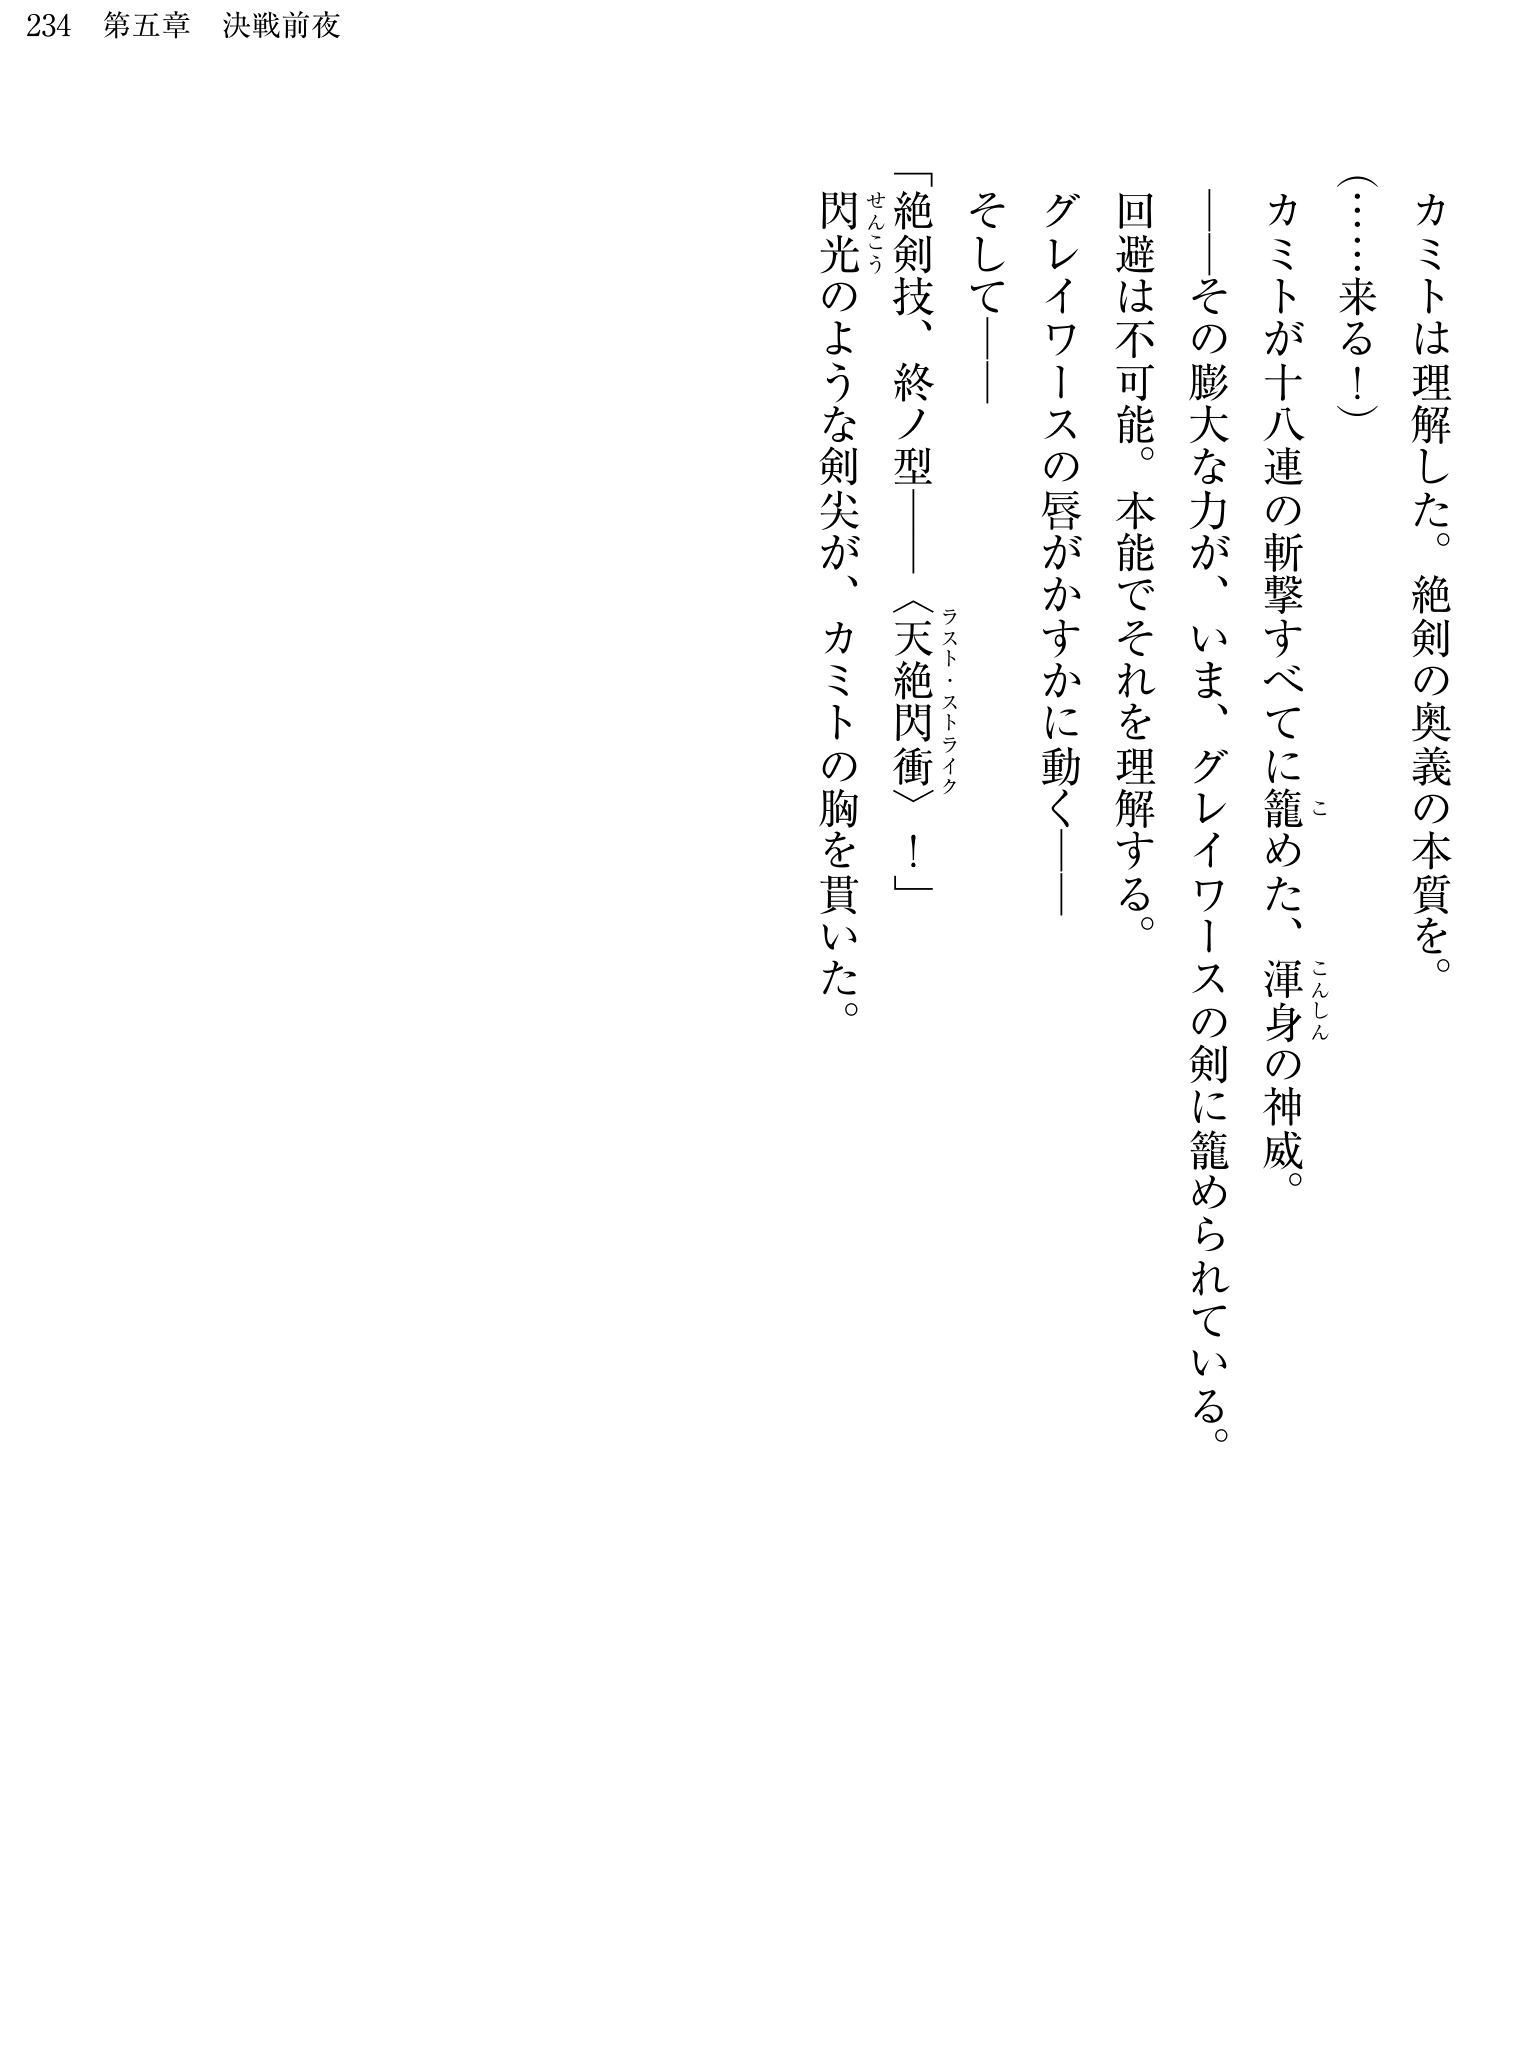 234　第五章　決戦前夜
　カミトは理解した。絶剣の奥義の本質を。
（……来る！）
　カミトが十八連の斬撃すべてに籠めた、渾身の神威。
　――その膨大な力が、いま、グレイワースの剣に籠められている。
　回避は不可能。本能でそれを理解する。
　グレイワースの唇がかすかに動く――
　そして――
「絶剣技、終ノ型――〈天絶閃衝〉！」
　閃光のような剣尖が、カミトの胸を貫いた。